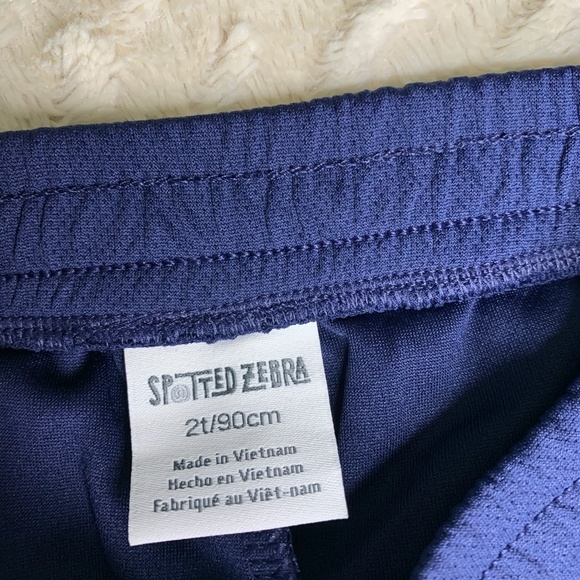 SPOTTED ZEBRA
2t/90cm
Made in Vietnam
Hecho en Vietnam
Fabriqué au Viêt-nam